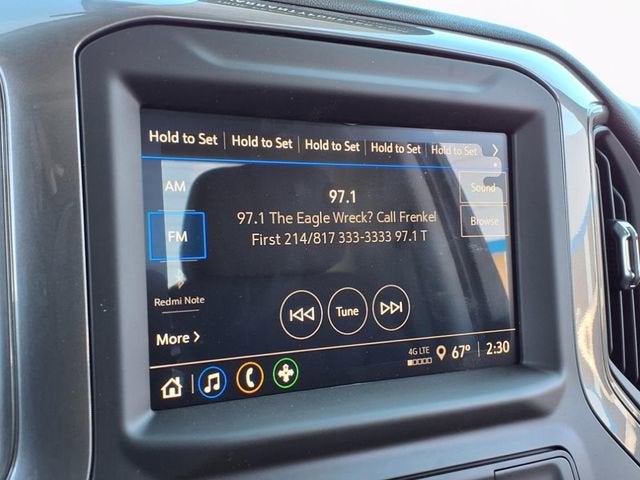 Hold to Set Hold to Set Hold to Set Hold to Set Hold to Set
AM
97.1
Sound
FM
97.1 The Eagle Wreck? Call Frenkel
Browse
First 214/817 333-3333 97.1 T
Redmi Note
Tune
More
4G LTE 67° 2:30